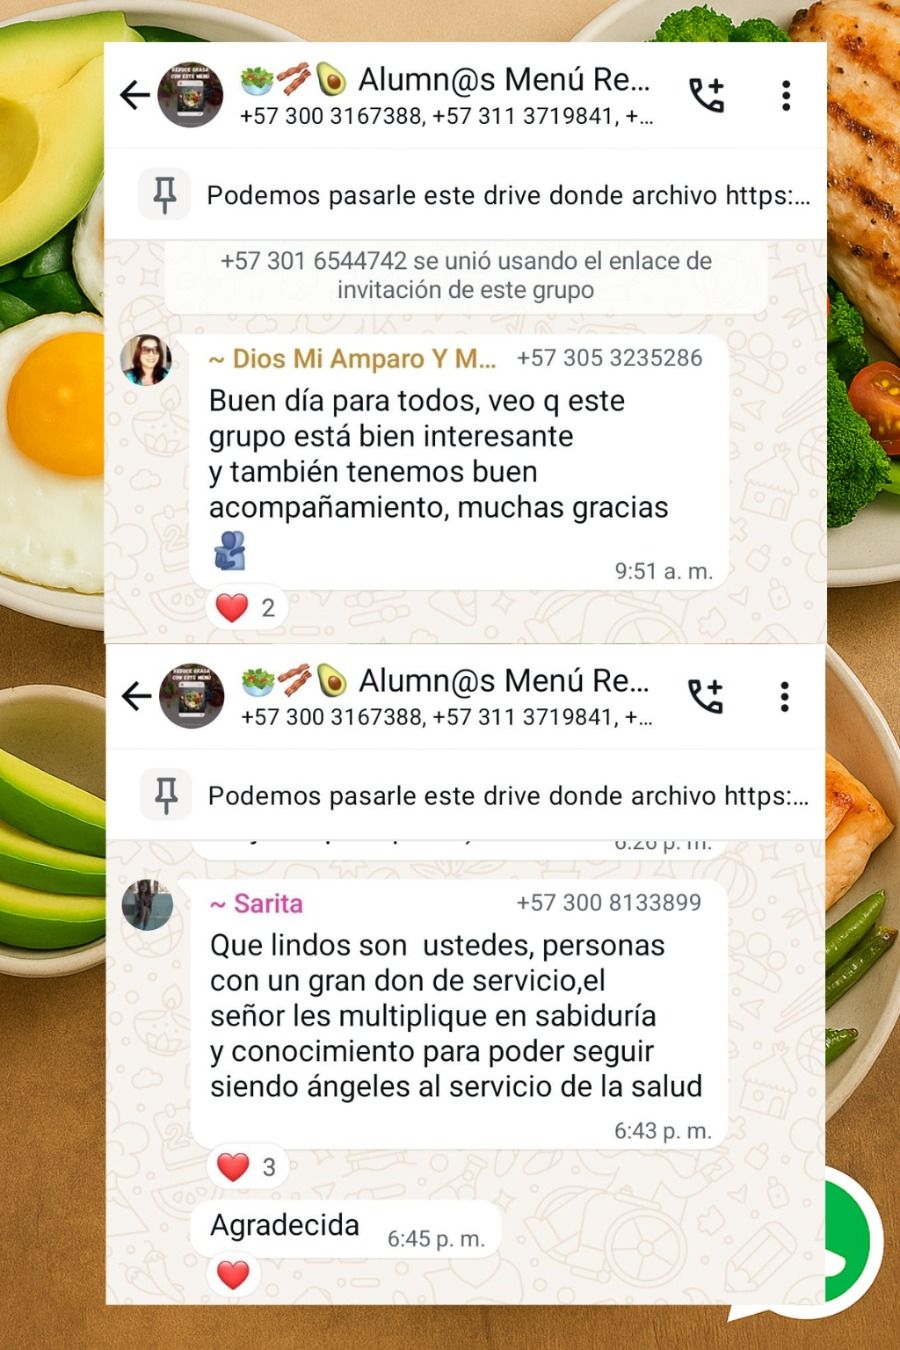 Alumn@s Menú Re...
+57 300 3167388, +57 311 3719841, +...
Podemos pasarle este drive donde archivo https:...
+57 301 6544742 se unió usando el enlace de
invitación de este grupo
~ Dios Mi Amparo Y M... +57 305 3235286
Buen día para todos, veo q este
grupo está bien interesante
y también tenemos buen
acompañamiento, muchas gracias
9:51 a. m.
2
Alumn@s Menú Re...
+57 300 3167388, +57 311 3719841, +...
Podemos pasarle este drive donde archivo https:...
6:26 p. m.
~ Sarita +57 300 8133899
Que lindos son ustedes, personas
con un gran don de servicio,el
señor les multiplique en sabiduría
y conocimiento para poder seguir
siendo ángeles al servicio de la salud
6:43 p. m.
3
Agradecida 6:45 p. m.